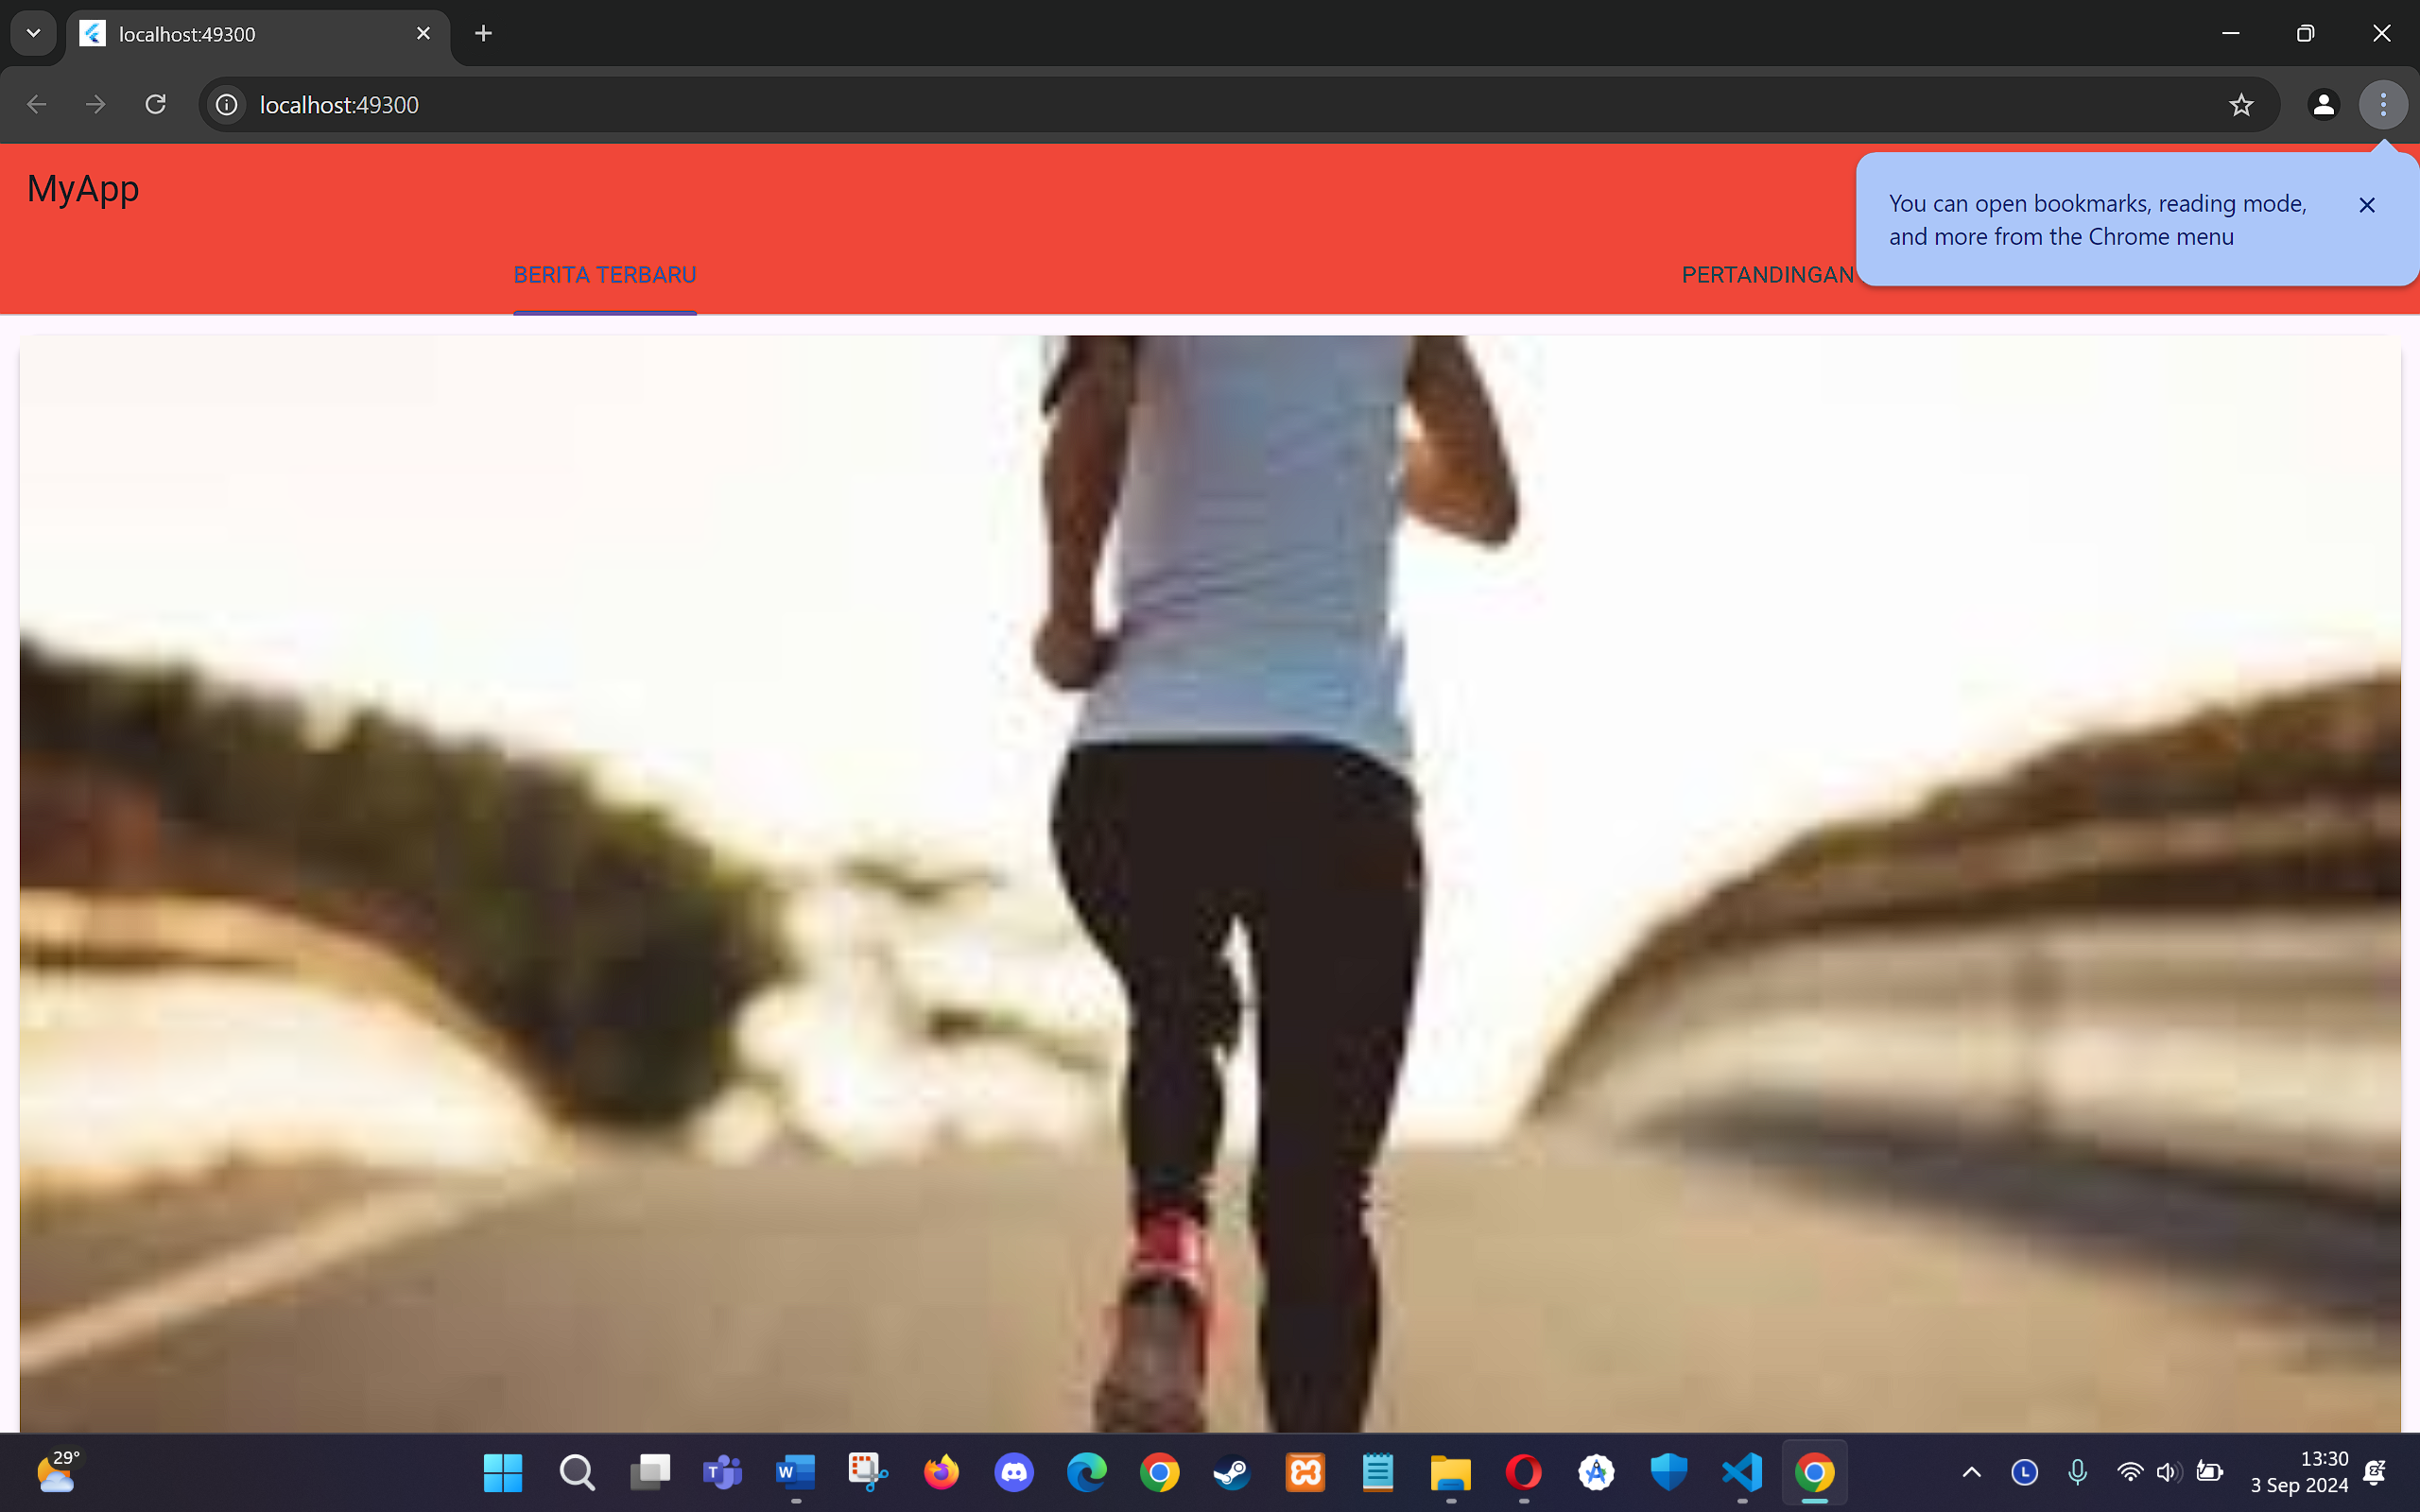 localhost:49300
localhost:49300
MyApp
You can open bookmarks, reading mode,
and more from the Chrome menu
BERITA TERBARU
PERTANDINGAN
29°
13:30
3 Sep 2024